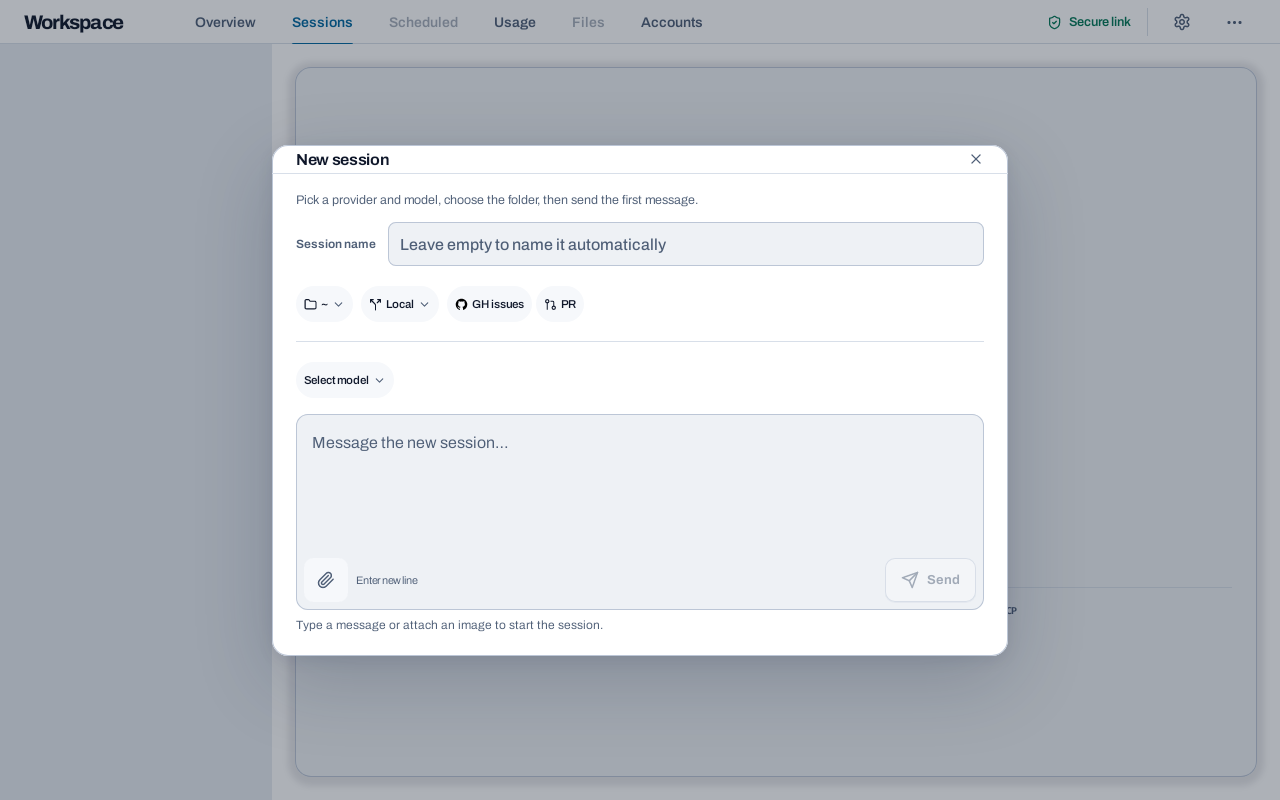 Workspace Overview Sessions Scheduled Usage Files Accounts Secure link
New session
Pick a provider and model, choose the folder, then send the first message.
Session name Leave empty to name it automatically
~ Local GH issues PR
Select model
Message the new session...
Enter new line Send
Type a message or attach an image to start the session.